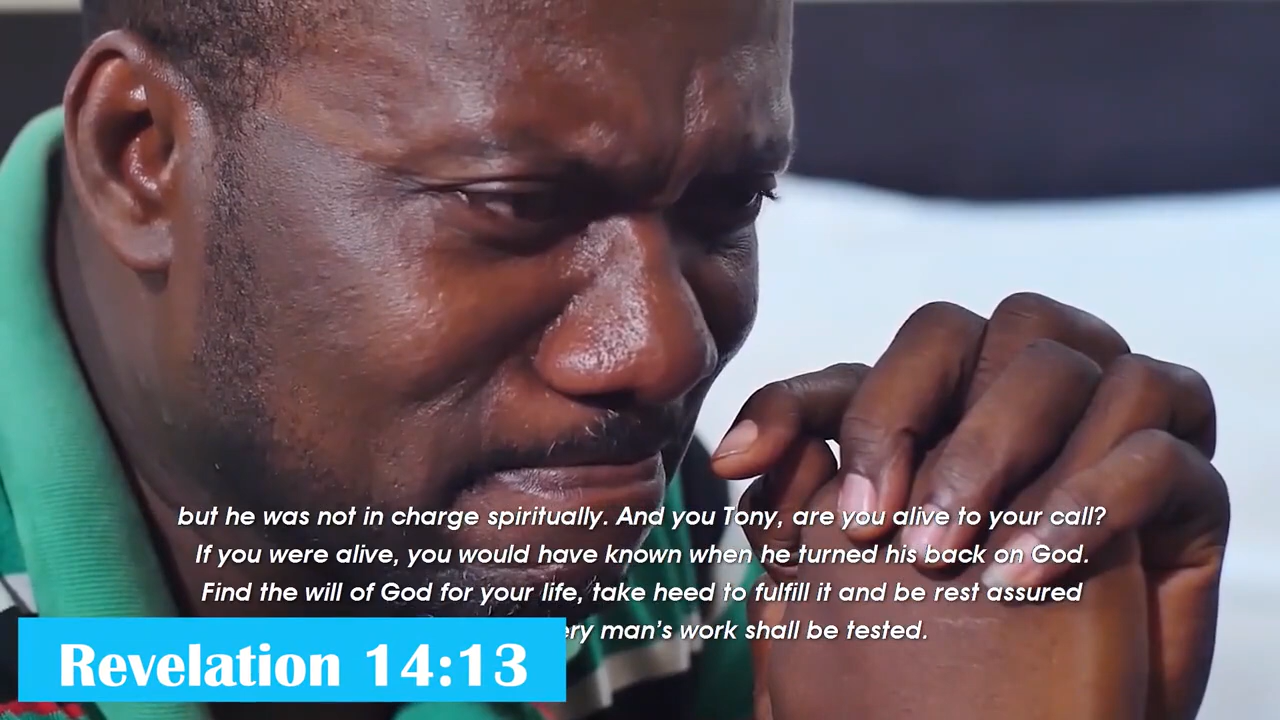 but he was not in charge spiritually. And you Tony, are you alive to your call?
If you were alive, you would have known when he turned his back on God.
Find the will of God for your life, take heed to fulfill it and be rest assured
man's work shall be tested.
Revelation 14:13